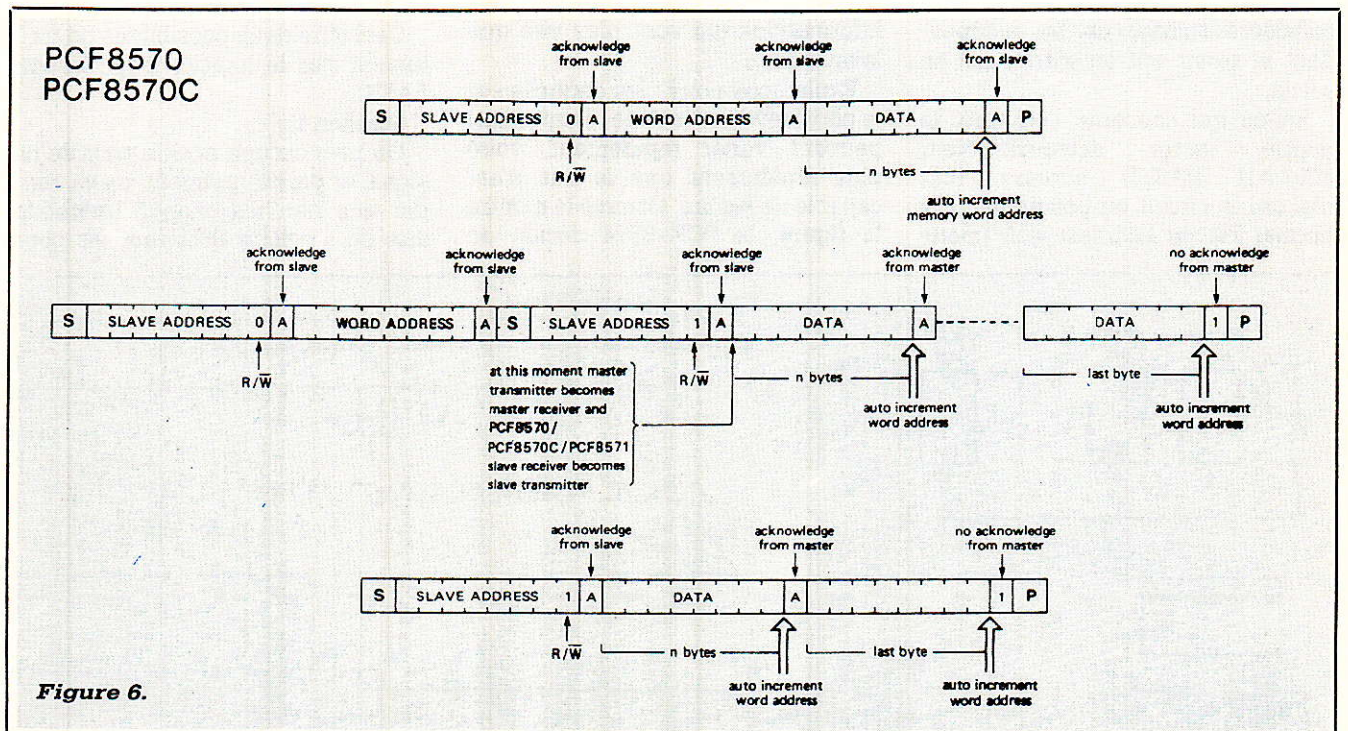 PCF8570
PCF8570C
acknowledge from slave
acknowledge from slave
acknowledge from slave
S SLAVE ADDRESS 0 A WORD ADDRESS A DATA A P
R/W̅
n bytes
auto increment
memory word address
acknowledge from slave
acknowledge from slave
acknowledge from slave
acknowledge from master
no acknowledge from master
S SLAVE ADDRESS 0 A WORD ADDRESS A S SLAVE ADDRESS 1 A DATA A DATA 1 P
R/W̅
at this moment master
transmitter becomes
master receiver and
PCF8570/
PCF8570C/PCF8571
slave receiver becomes
slave transmitter
R/W̅
n bytes
auto increment
word address
last byte
auto increment
word address
acknowledge from slave
acknowledge from master
no acknowledge from master
S SLAVE ADDRESS 1 A DATA A 1 P
R/W̅
n bytes
auto increment
word address
last byte
auto increment
word address
Figure 6.